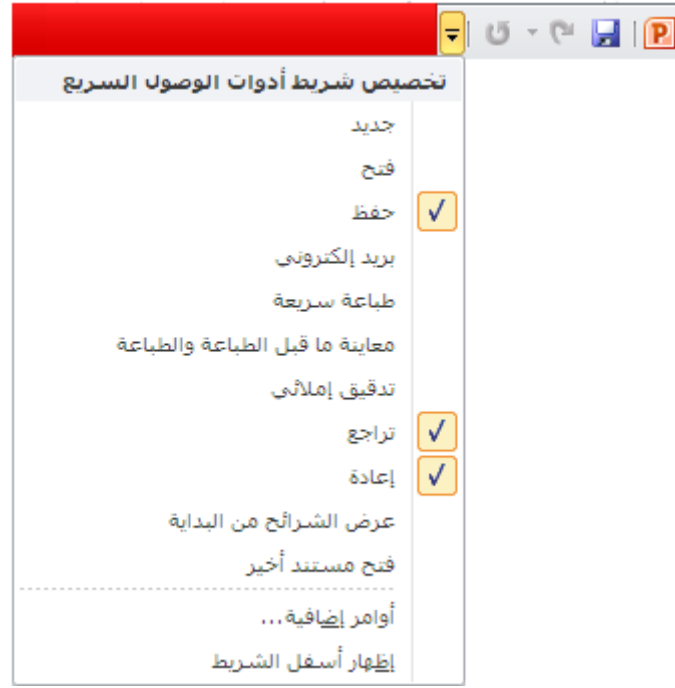 P
تخصيص شريط أدوات الوصول السريع
جديد
فتح
حفظ
بريد إلكتروني
طباعة سريعة
معاينة ما قبل الطباعة والطباعة
تدقيق إملائي
تراجع
إعادة
عرض الشرائح من البداية
فتح مستند أخير
أوامر إضافية...
إظهار أسفل الشريط